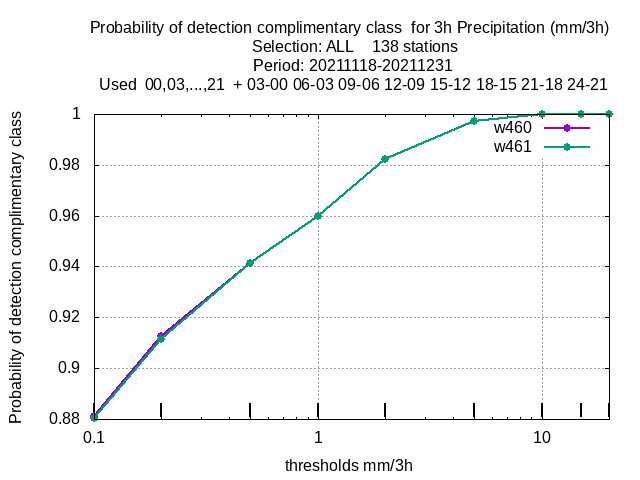 Probability of detection complimentary class  for 3h Precipitation (mm/3h)
Selection: ALL    138 stations
Period: 20211118-20211231
Used  00,03,...,21  + 03-00 06-03 09-06 12-09 15-12 18-15 21-18 24-21
Probability of detection complimentary class
1
0.98
0.96
0.94
0.92
0.9
0.88
w460
w461
0.1
1
10
thresholds mm/3h